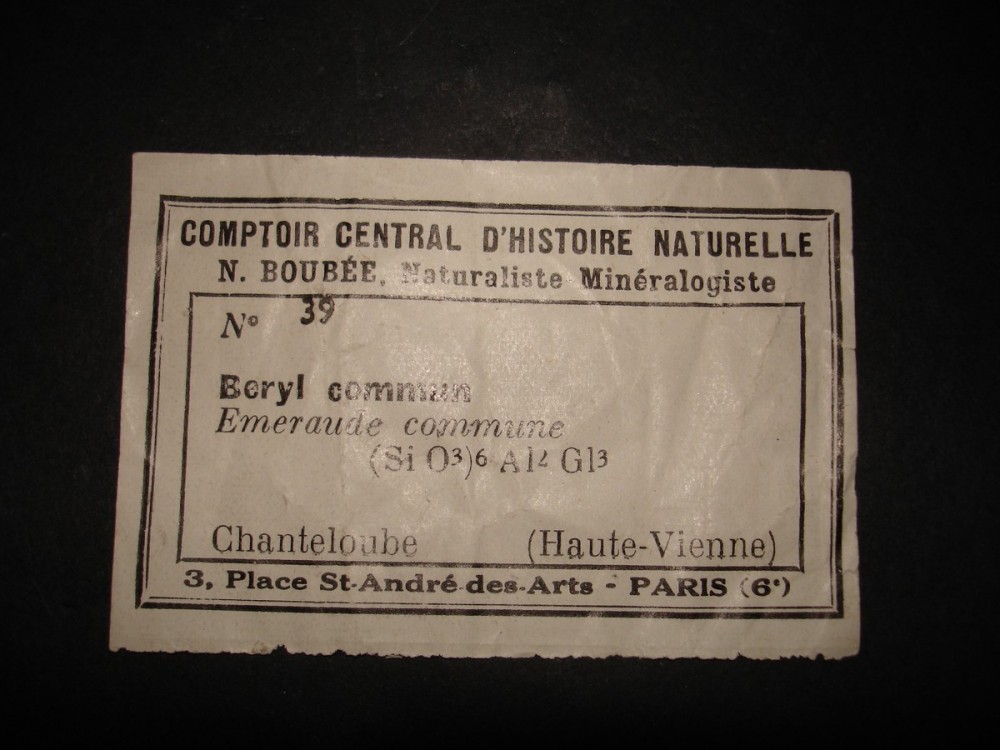 COMPTOIR CENTRAL D'HISTOIRE NATURELLE
N. BOUBÉE, Naturaliste Minéralogiste
N° 39
Beryl commun
Emeraude commune
(Si O³)⁶ Al² Gl³
Chanteloube (Haute-Vienne)
3, Place St-André-des-Arts - PARIS (6ᵉ)